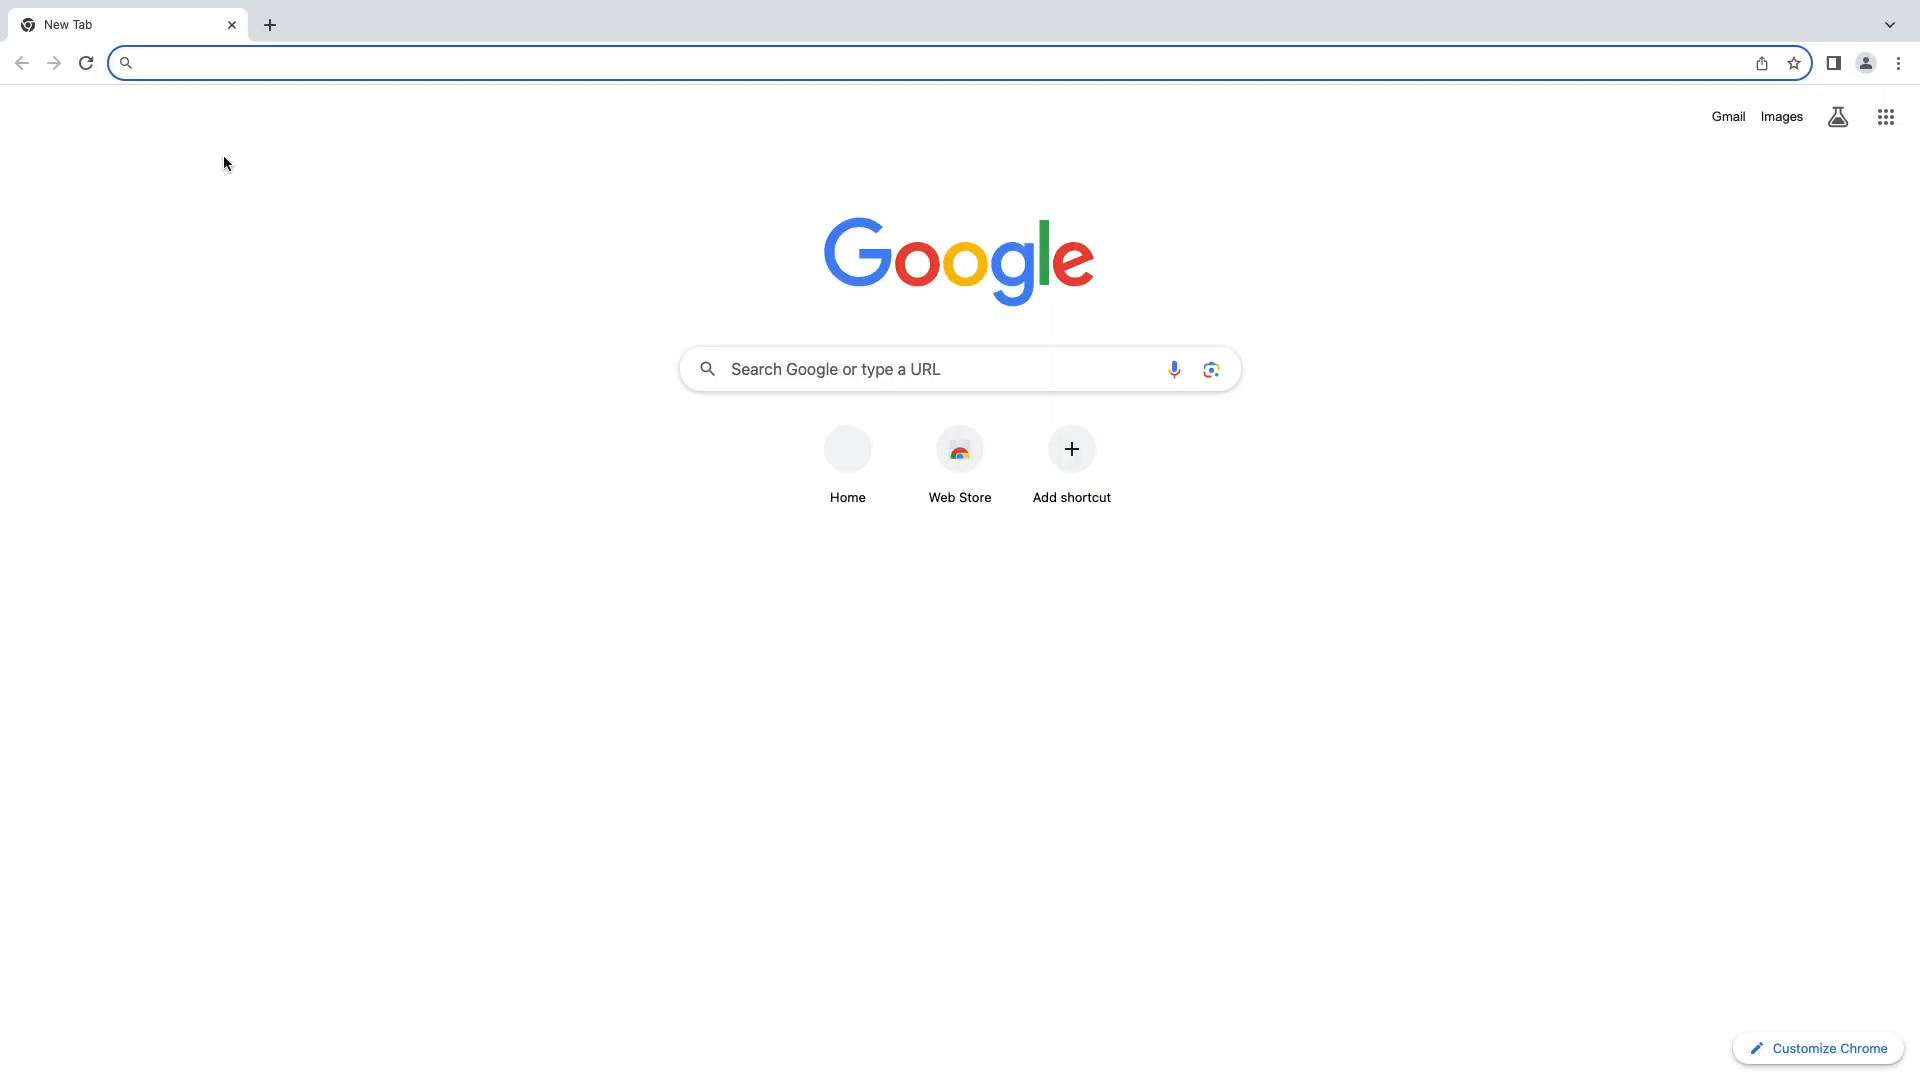 New Tab
Gmail Images
Google
Search Google or type a URL
Home Web Store Add shortcut
Customize Chrome